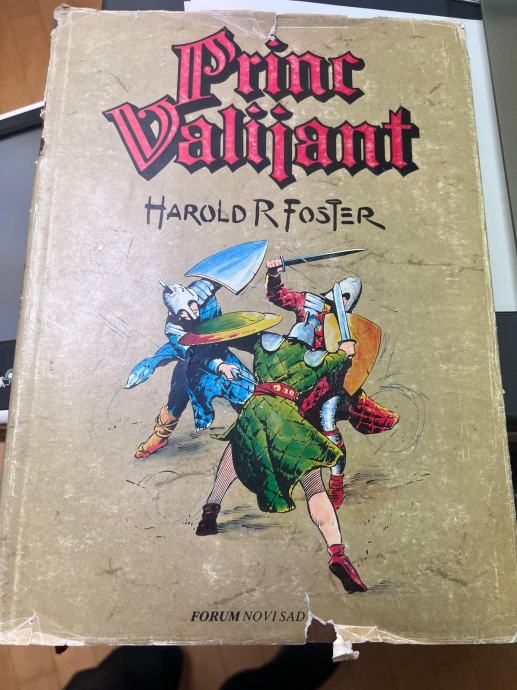 Princ
Valijant
HAROLD R FOSTER
FORUM NOVI SAD